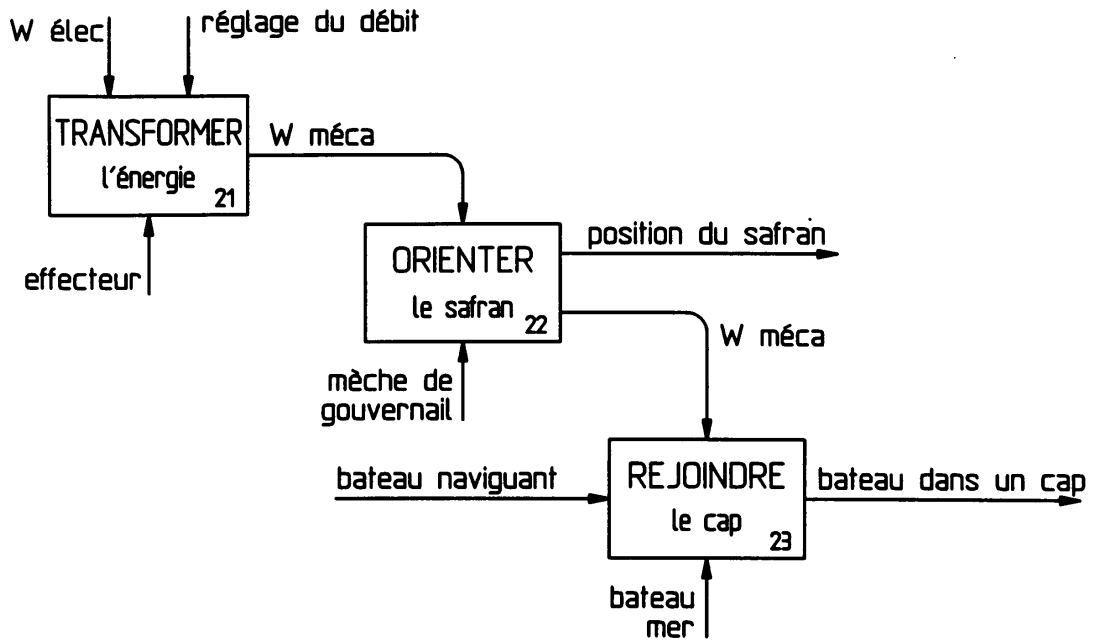 W élec
réglage du débit
TRANSFORMER
l'énergie
21
W méca
effecteur
position du safran
ORIENTER
le safran
22
W méca
mèche de
gouvernail
bateau naviguant
REJOINDRE
le cap
23
bateau dans un cap
bateau
mer